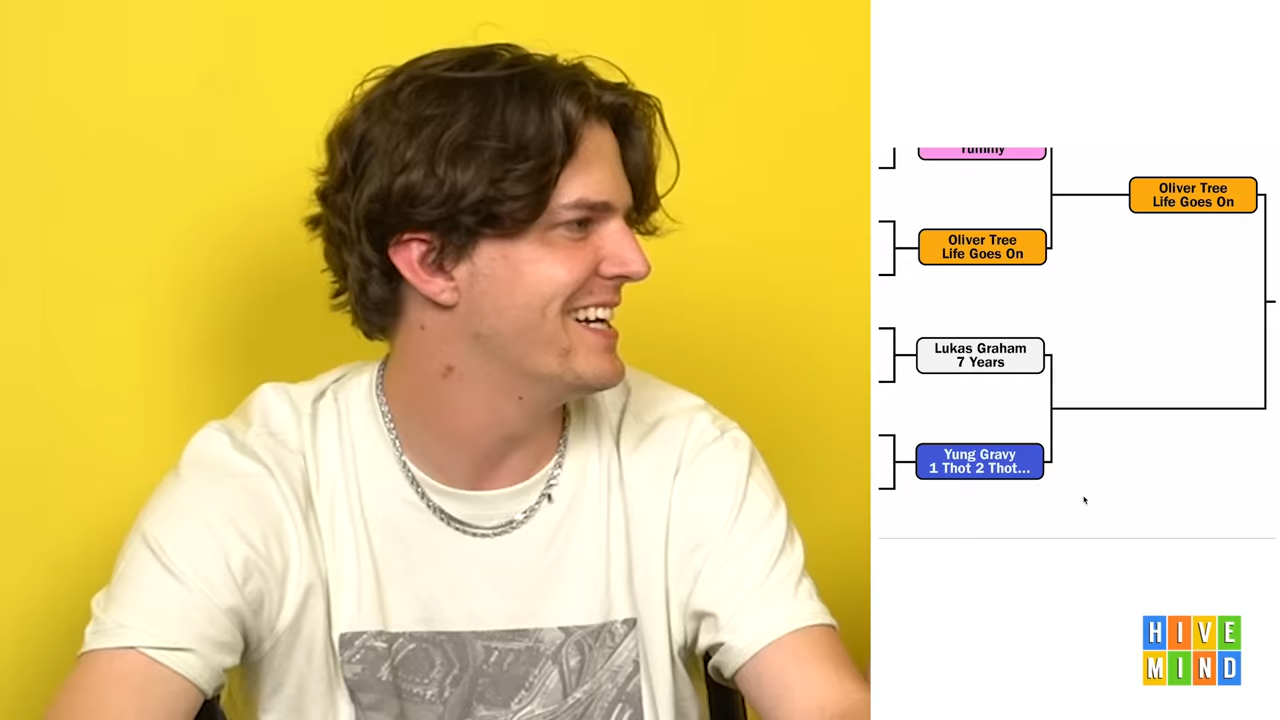 Yummy
Oliver Tree
Life Goes On
Oliver Tree
Life Goes On
Lukas Graham
7 Years
Yung Gravy
1 Thot 2 Thot...
HIVE
MIND